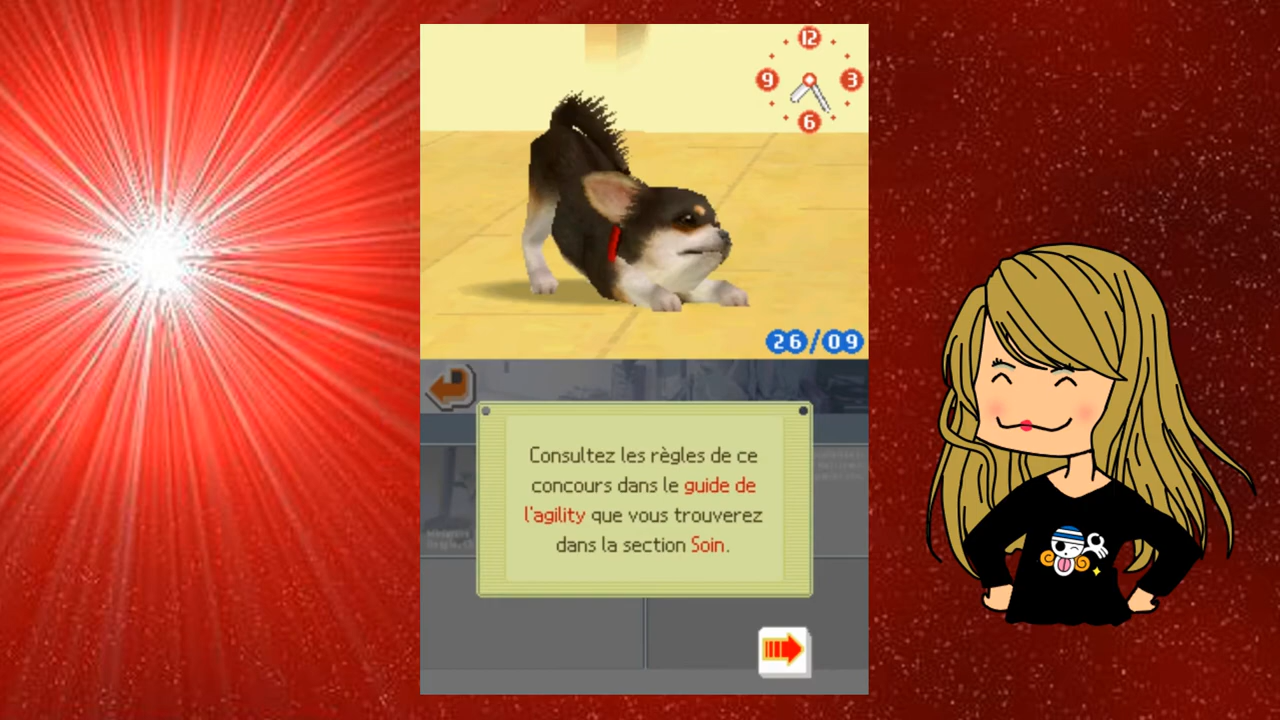 12
9 3
6
26/09
Consultez les règles de ce
concours dans le guide de
l'agility que vous trouverez
dans la section Soin.